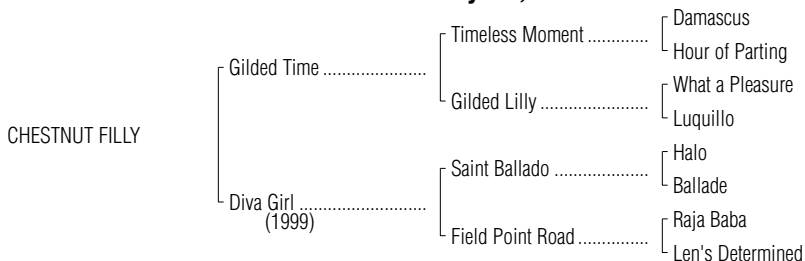 Damascus
Timeless Moment .............
Hour of Parting
Gilded Time ......................
What a Pleasure
Gilded Lilly .......................
Luquillo
CHESTNUT FILLY
Halo
Saint Ballado ....................
Ballade
Diva Girl ...........................
(1999)
Raja Baba
Field Point Road ...............
Len's Determined